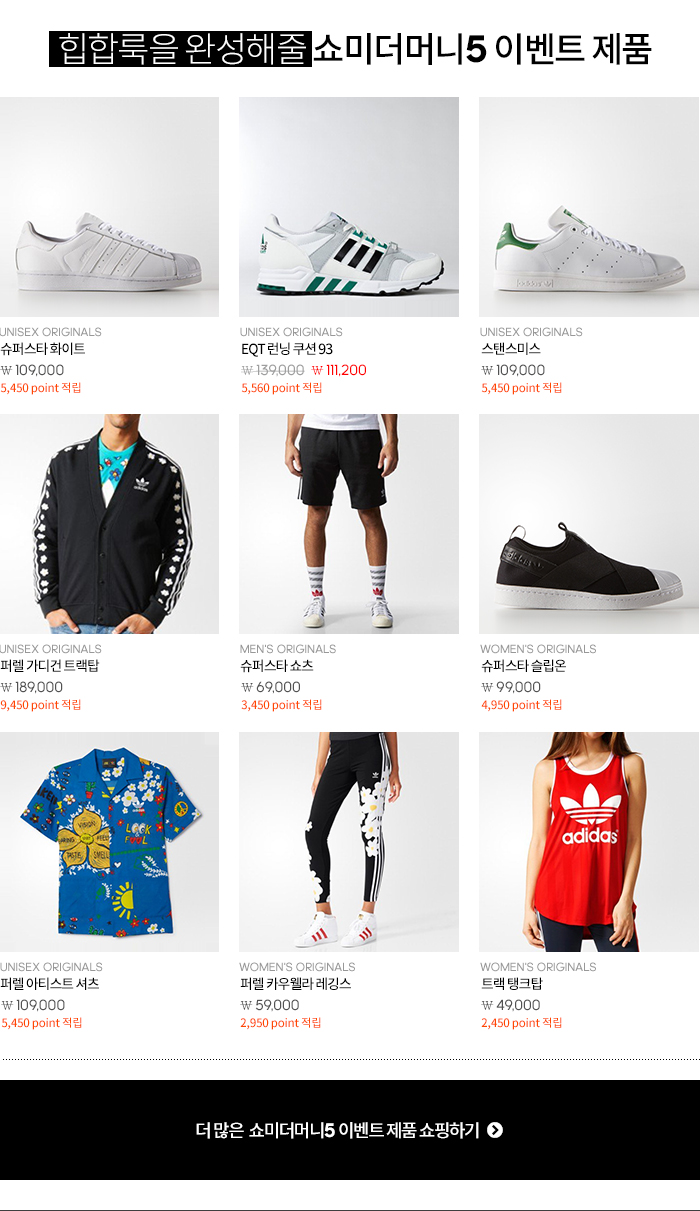 힙합룩을 완성해줄 쇼미더머니5 이벤트 제품
UNISEX ORIGINALS
슈퍼스타 화이트
₩ 109,000
5,450 point 적립
UNISEX ORIGINALS
EQT 런닝 쿠션 93
₩ 139,000 ₩ 111,200
5,560 point 적립
UNISEX ORIGINALS
스탠스미스
₩ 109,000
5,450 point 적립
adidas
UNISEX ORIGINALS
퍼렐 가디건 트랙탑
₩ 189,000
9,450 point 적립
MEN'S ORIGINALS
슈퍼스타 쇼츠
₩ 69,000
3,450 point 적립
adidas
WOMEN'S ORIGINALS
슈퍼스타 슬립온
₩ 99,000
4,950 point 적립
VISION
TASTE
SMELL
LOOK
FOOL
UNISEX ORIGINALS
퍼렐 아티스트 셔츠
₩ 109,000
5,450 point 적립
WOMEN'S ORIGINALS
퍼렐 카우웰라 레깅스
₩ 59,000
2,950 point 적립
adidas
WOMEN'S ORIGINALS
트랙 탱크탑
₩ 49,000
2,450 point 적립
더 많은 쇼미더머니5 이벤트 제품 쇼핑하기